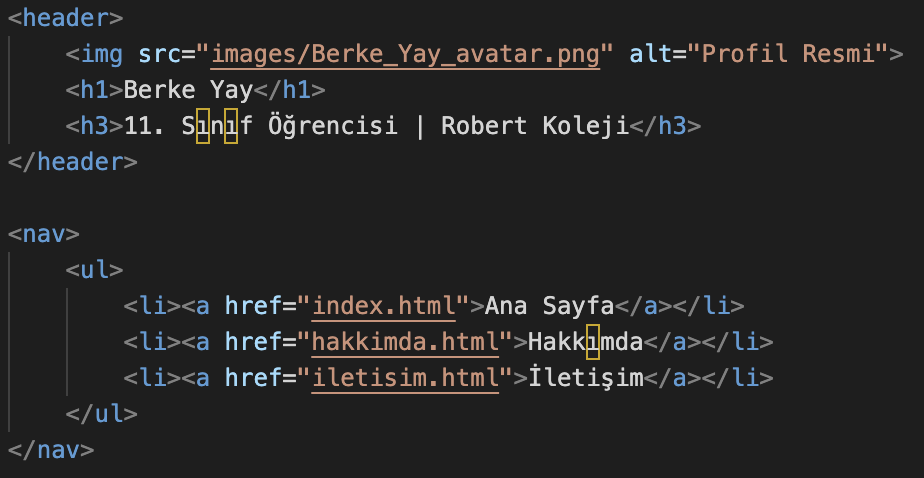 <header>
<img src="images/Berke_Yay_avatar.png" alt="Profil Resmi">
<h1>Berke Yay</h1>
<h3>11. Sınıf Öğrencisi | Robert Koleji</h3>
</header>
<nav>
<ul>
<li><a href="index.html">Ana Sayfa</a></li>
<li><a href="hakkimda.html">Hakkımda</a></li>
<li><a href="iletisim.html">İletişim</a></li>
</ul>
</nav>